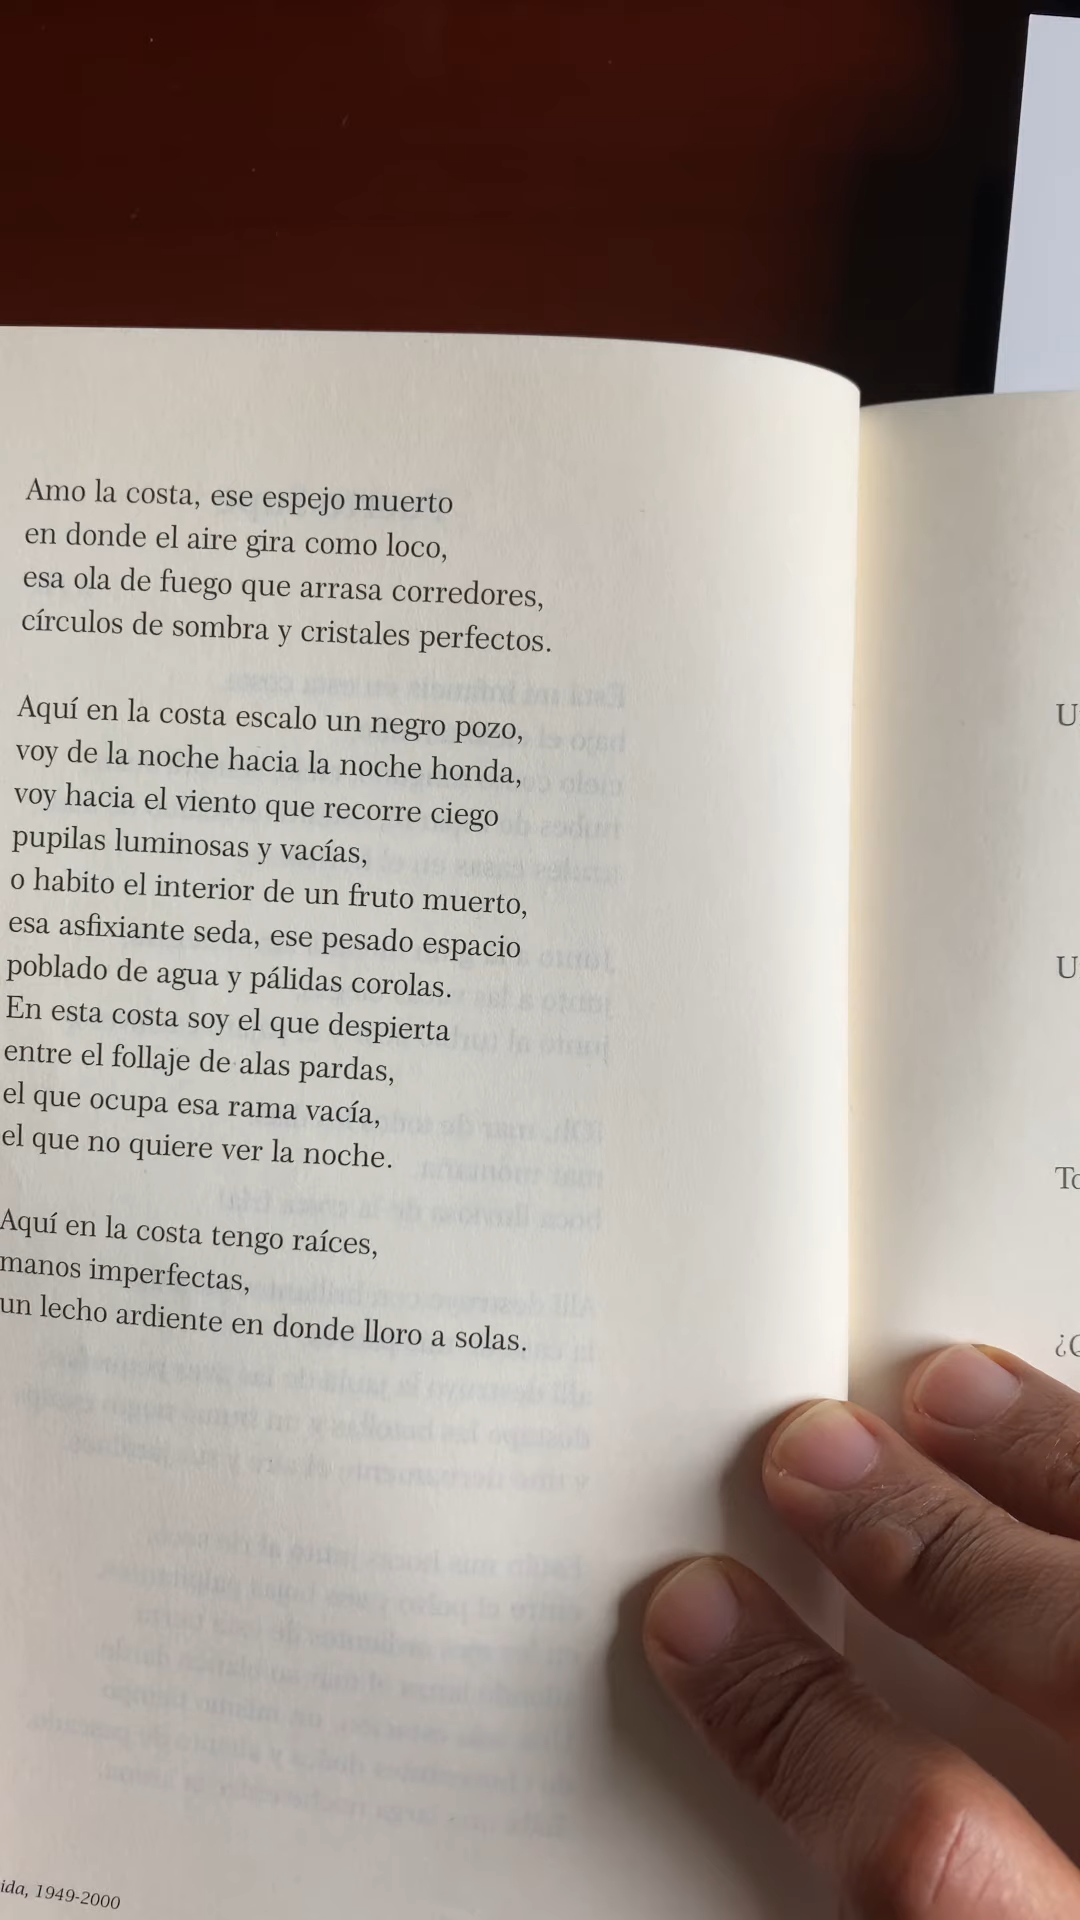 Amo la costa, ese espejo muerto
en donde el aire gira como loco,
esa ola de fuego que arrasa corredores,
círculos de sombra y cristales perfectos.
Aquí en la costa escalo un negro pozo,
voy de la noche hacia la noche honda,
voy hacia el viento que recorre ciego
pupilas luminosas y vacías,
o habito el interior de un fruto muerto,
esa asfixiante seda, ese pesado espacio
poblado de agua y pálidas corolas.
En esta costa soy el que despierta
entre el follaje de alas pardas,
el que ocupa esa rama vacía,
el que no quiere ver la noche.
Aquí en la costa tengo raíces,
manos imperfectas,
un lecho ardiente en donde lloro a solas.
ida, 1949-2000